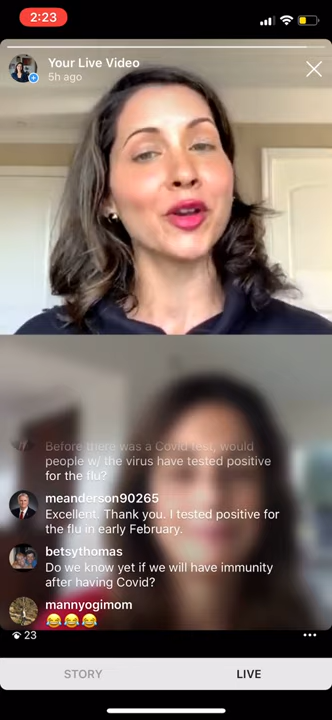 2:23
Your Live Video
5h ago
Before there was a Covid test, would
people w/ the virus have tested positive
for the flu?
meanderson90265
Excellent. Thank you. I tested positive for
the flu in early February.
betsythomas
Do we know yet if we will have immunity
after having Covid?
mannyogimom
😂😂😂
23
STORY
LIVE